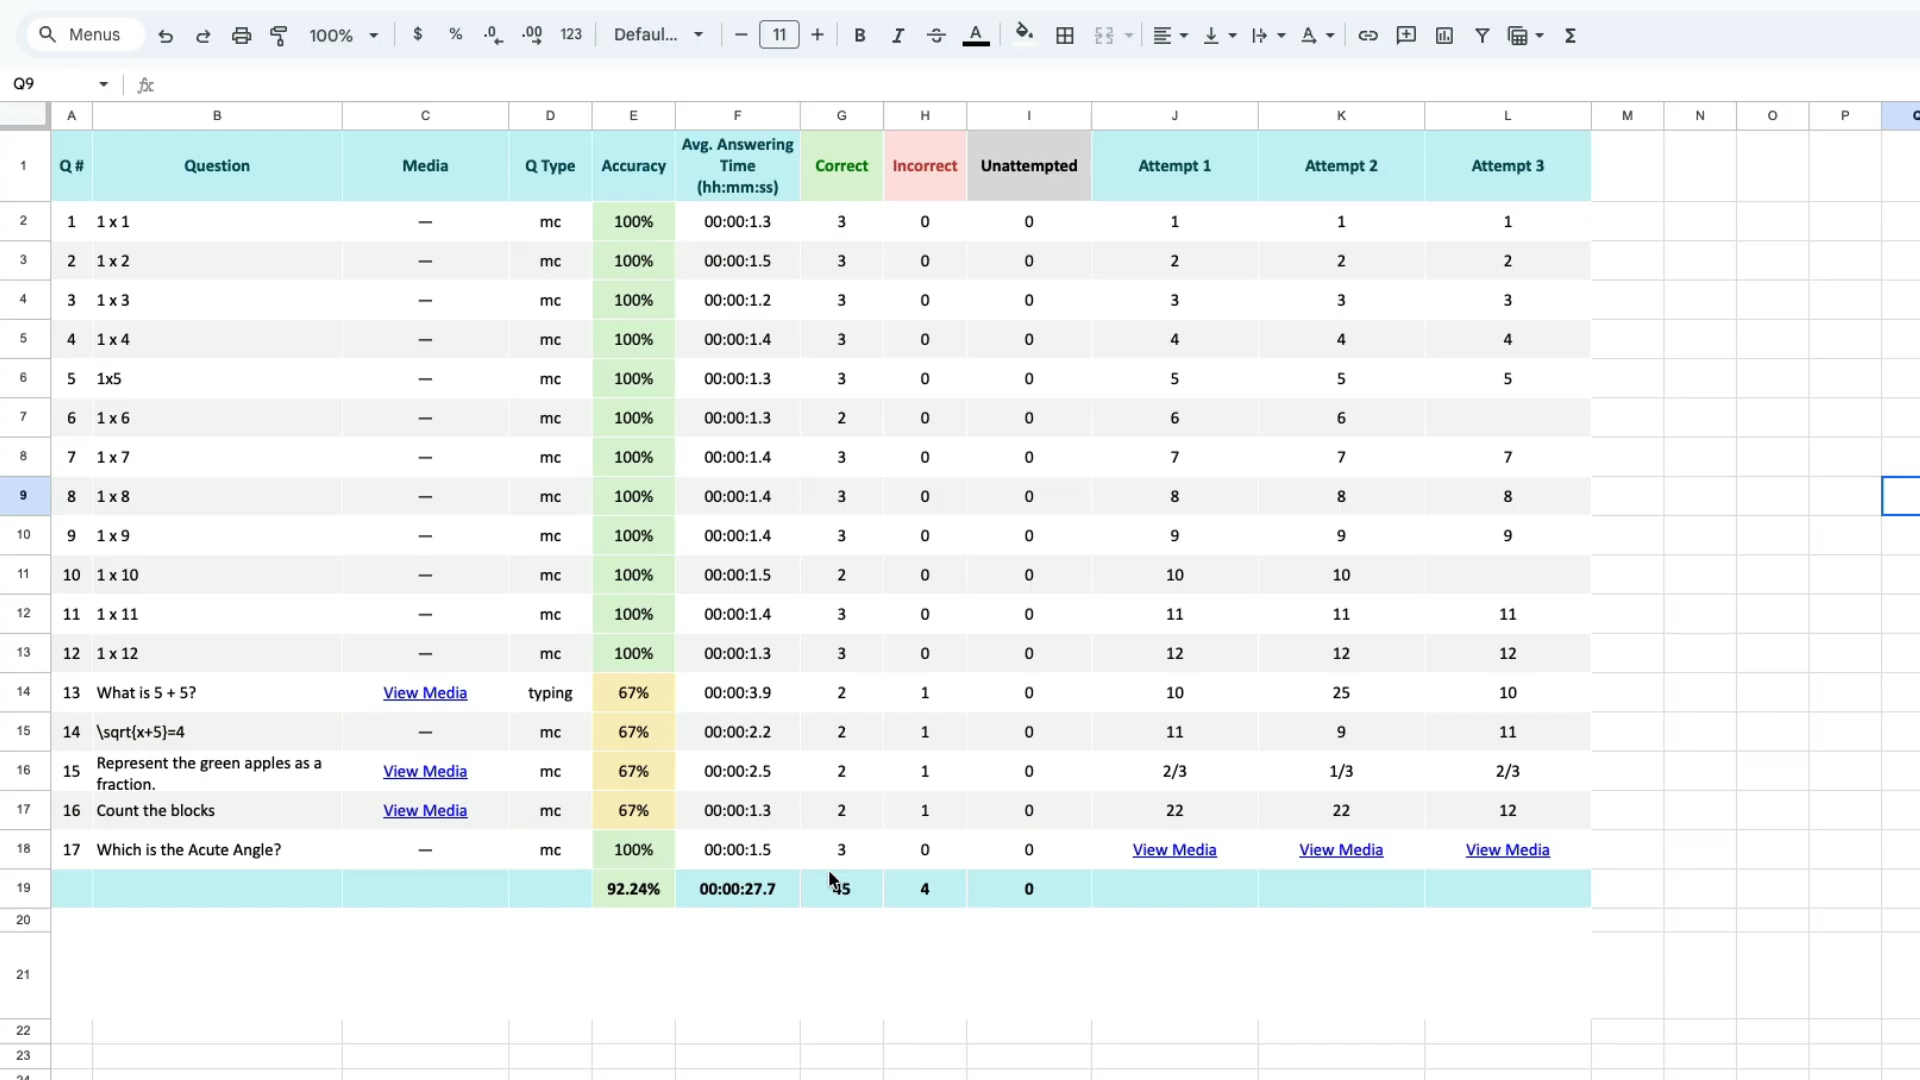 Menus 100% $ % .0 .00 123 Defaul... 11 B I A Σ
Q9 fx
A B C D E F G H I J K L M N O P
1 Q # Question Media Q Type Accuracy Avg. Answering Time (hh:mm:ss) Correct Incorrect Unattempted Attempt 1 Attempt 2 Attempt 3
2 1 1 x 1 — mc 100% 00:00:1.3 3 0 0 1 1 1
3 2 1 x 2 — mc 100% 00:00:1.5 3 0 0 2 2 2
4 3 1 x 3 — mc 100% 00:00:1.2 3 0 0 3 3 3
5 4 1 x 4 — mc 100% 00:00:1.4 3 0 0 4 4 4
6 5 1x5 — mc 100% 00:00:1.3 3 0 0 5 5 5
7 6 1 x 6 — mc 100% 00:00:1.3 2 0 0 6 6
8 7 1 x 7 — mc 100% 00:00:1.4 3 0 0 7 7 7
9 8 1 x 8 — mc 100% 00:00:1.4 3 0 0 8 8 8
10 9 1 x 9 — mc 100% 00:00:1.4 3 0 0 9 9 9
11 10 1 x 10 — mc 100% 00:00:1.5 2 0 0 10 10
12 11 1 x 11 — mc 100% 00:00:1.4 3 0 0 11 11 11
13 12 1 x 12 — mc 100% 00:00:1.3 3 0 0 12 12 12
14 13 What is 5 + 5? View Media typing 67% 00:00:3.9 2 1 0 10 25 10
15 14 \sqrt{x+5}=4 — mc 67% 00:00:2.2 2 1 0 11 9 11
16 15 Represent the green apples as a fraction. View Media mc 67% 00:00:2.5 2 1 0 2/3 1/3 2/3
17 16 Count the blocks View Media mc 67% 00:00:1.3 2 1 0 22 22 12
18 17 Which is the Acute Angle? — mc 100% 00:00:1.5 3 0 0 View Media View Media View Media
19 92.24% 00:00:27.7 45 4 0
20
21
22
23